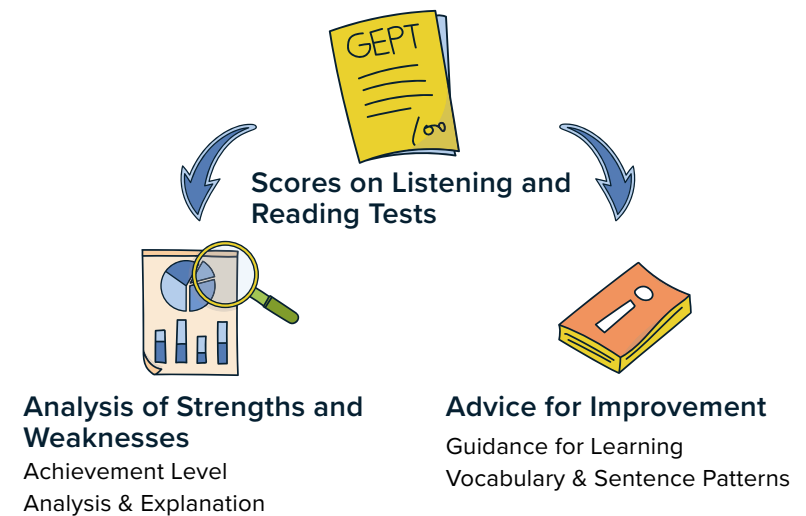 GEPT
Scores on Listening and
Reading Tests
Analysis of Strengths and
Weaknesses
Achievement Level
Analysis & Explanation
Advice for Improvement
Guidance for Learning
Vocabulary & Sentence Patterns